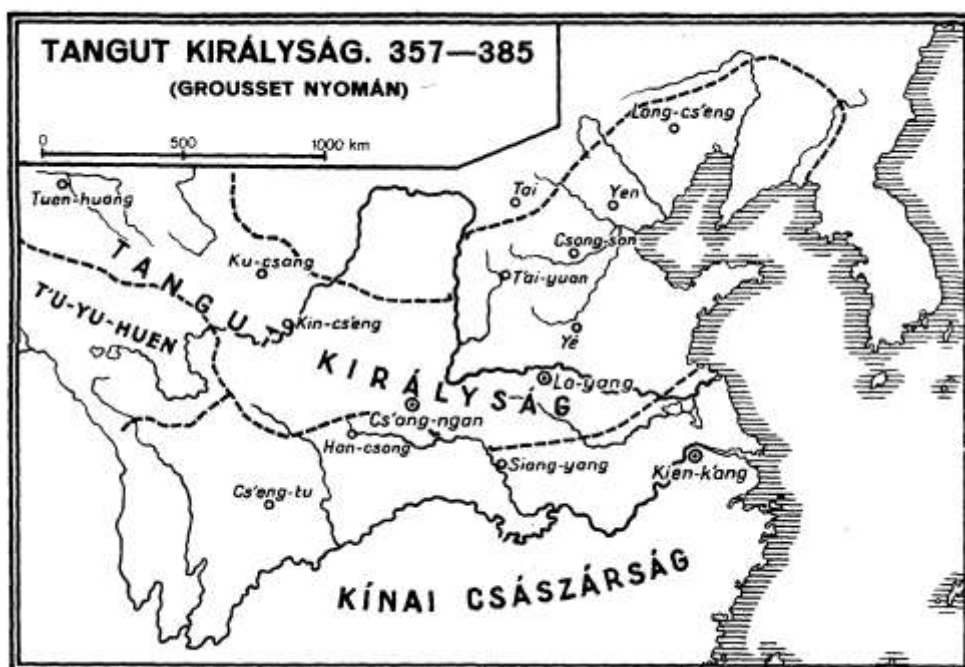 TANGUT KIRÁLYSÁG. 357—385
(GROUSSET NYOMÁN)
0 500 1000 km
Long-cs'eng
Tuen-huang
Tai
Yen
Ku-csang
Csong-san
T'ai-yuan
TANGUT
T'U-YU-HUEN
Kin-cs'eng
Yé
KIRÁLYSÁG
Lo-yang
Cs'ang-ngan
Han-csong
Siang-yang
Kien-k'ang
Cs'eng-tu
KÍNAI CSÁSZÁRSÁG